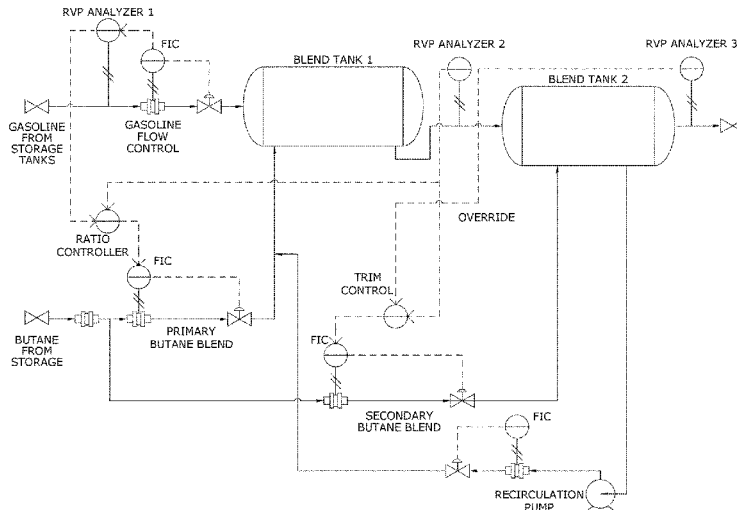 RVP ANALYZER 1
FIC
BLEND TANK 1
RVP ANALYZER 2
RVP ANALYZER 3
BLEND TANK 2
GASOLINE
FROM
STORAGE
TANKS
GASOLINE
FLOW
CONTROL
OVERRIDE
RATIO
CONTROLLER
FIC
TRIM
CONTROL
PRIMARY
BUTANE BLEND
BUTANE
FROM
STORAGE
FIC
SECONDARY
BUTANE BLEND
FIC
RECIRCULATION
PUMP